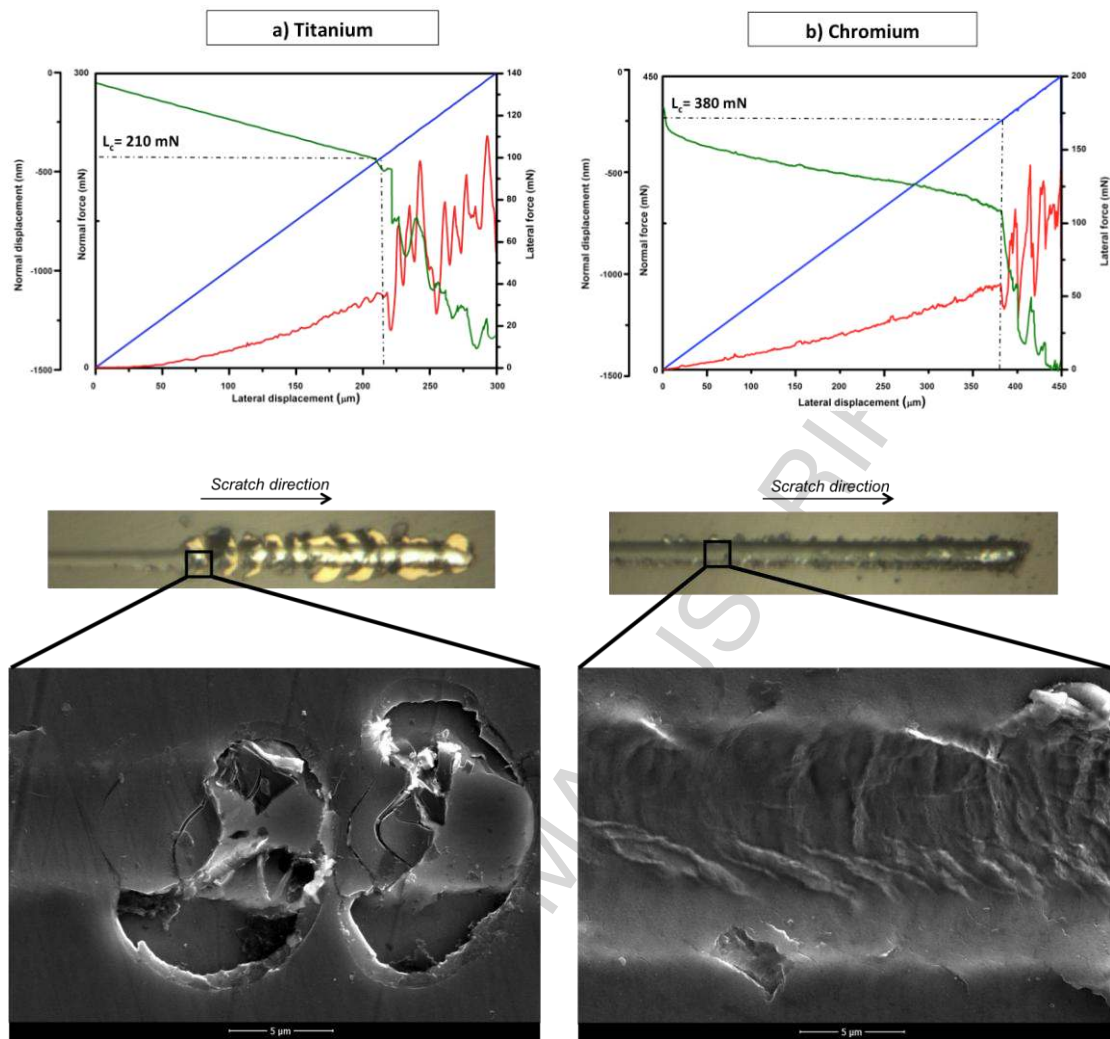 a) Titanium
b) Chromium
0
-500
-1000
-1500
Normal displacement (nm)
300
0
Normal force (mN)
Lc= 210 mN
140
120
100
80
60
40
20
0
Lateral force (mN)
0 50 100 150 200 250 300
Lateral displacement (μm)
0
-500
-1000
-1500
Normal displacement (nm)
450
0
Normal force (mN)
Lc= 380 mN
200
150
100
50
0
Lateral force (mN)
0 50 100 150 200 250 300 350 400 450
Lateral displacement (μm)
Scratch direction
Scratch direction
5 μm
5 μm